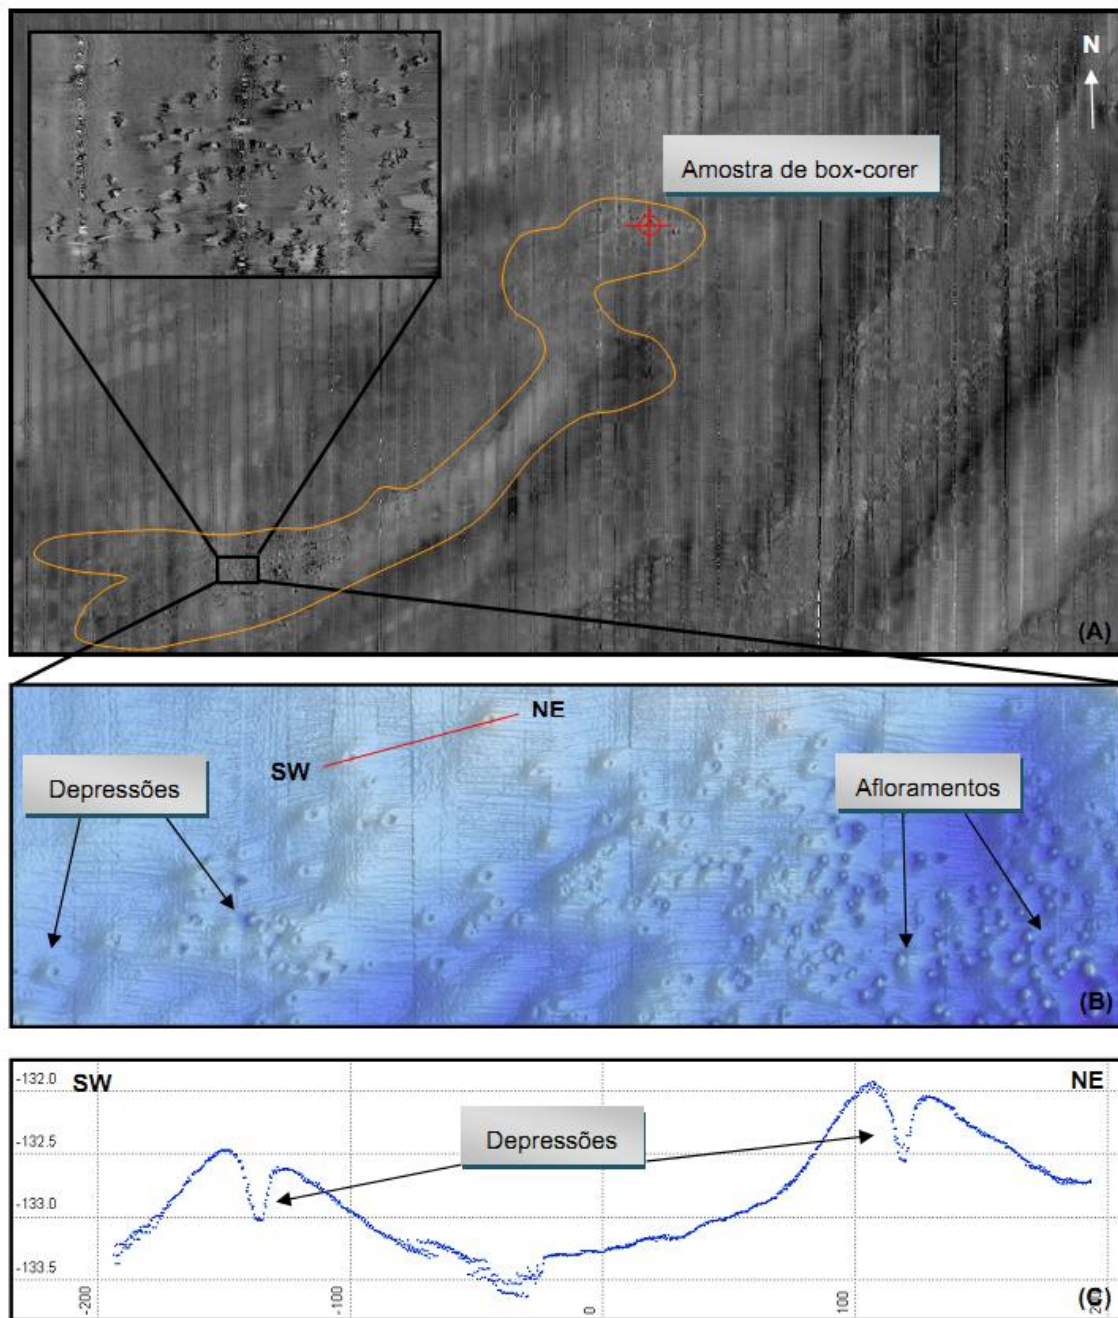 N
Amostra de box-corer
(A)
NE
SW
Depressões
Afloramentos
(B)
SW
NE
-132.0
-132.5
-133.0
-133.5
Depressões
-200
-100
0
100
(C)